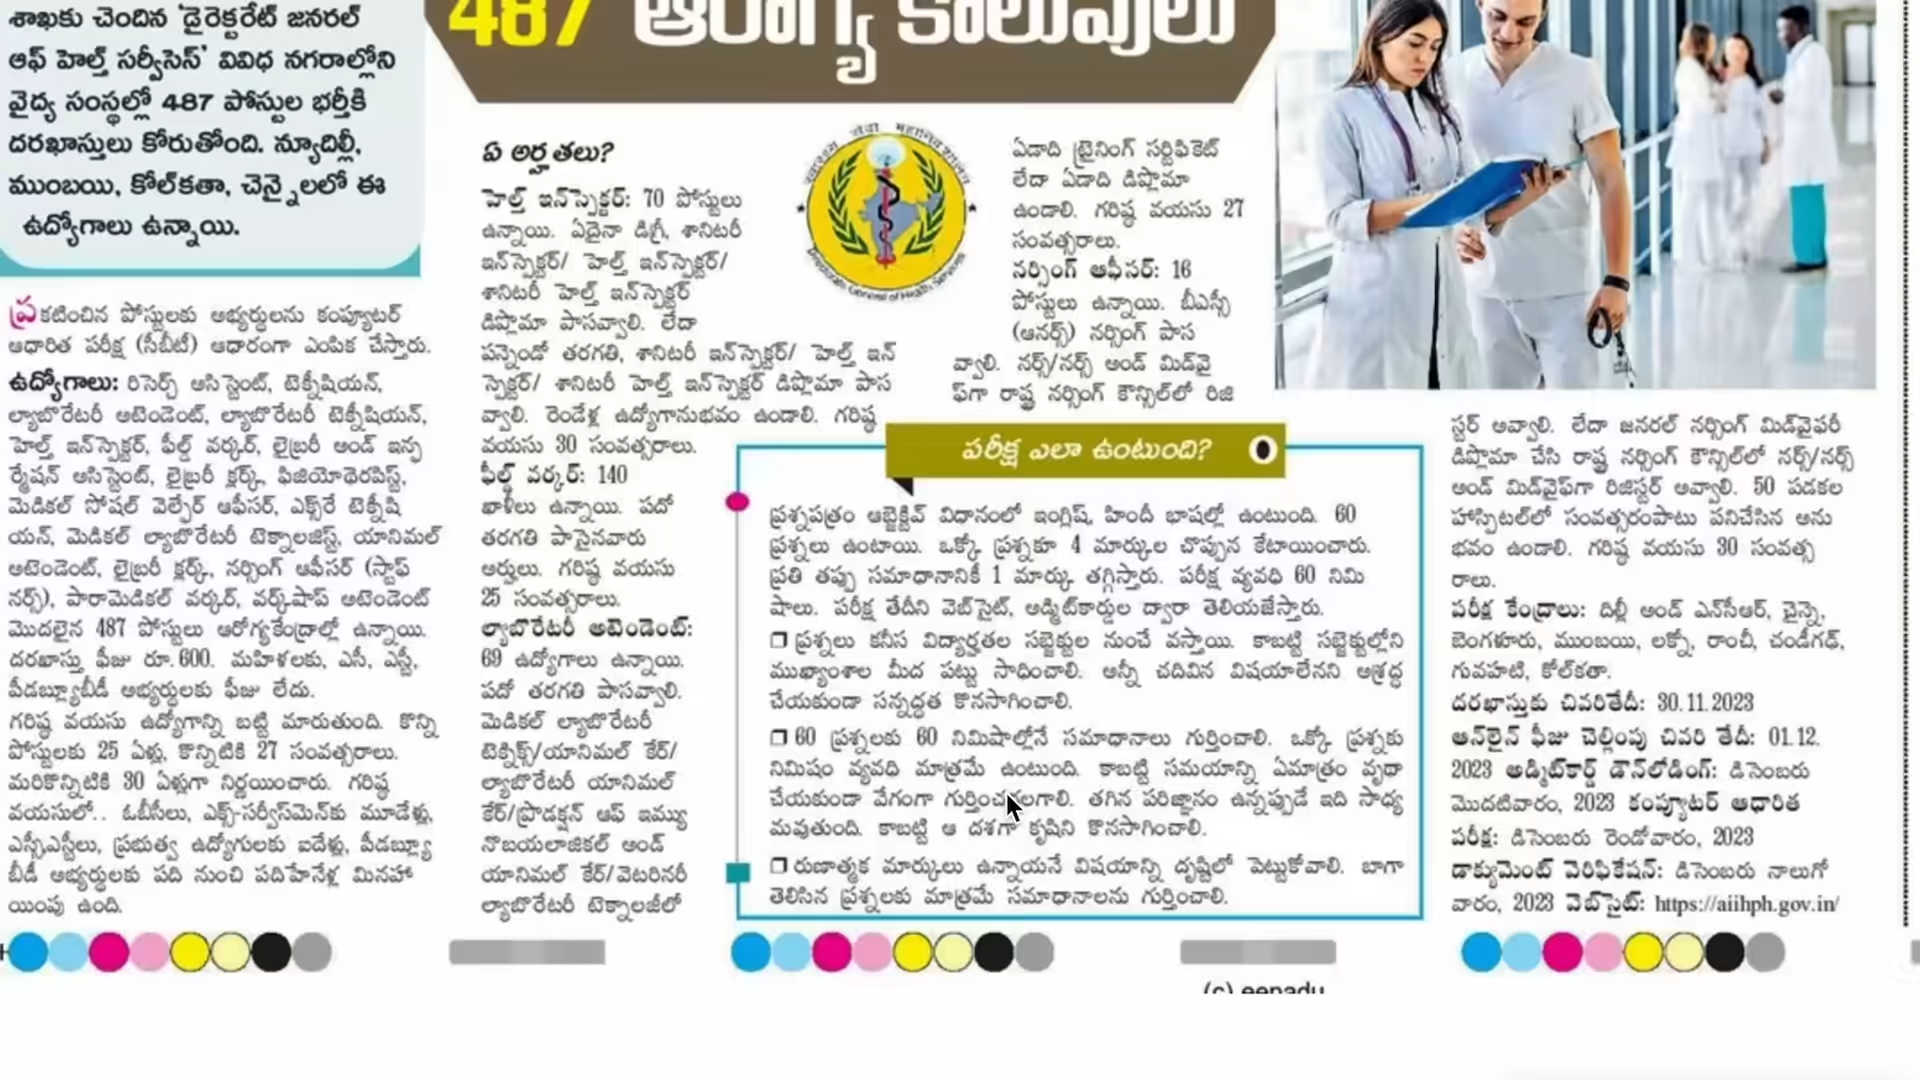 శాఖకు చెందిన 'డైరెక్టరేట్ జనరల్
ఆఫ్ హెల్త్ సర్వీసెస్' వివిధ నగరాల్లోని
వైద్య సంస్థల్లో 487 పోస్టుల భర్తీకి
దరఖాస్తులు కోరుతోంది. న్యూదిల్లీ,
ముంబయి, కోల్‌కతా, చెన్నైలలో ఈ
ఉద్యోగాలు ఉన్నాయి.
487 ఆరోగ్య కొలువులు
ప్రకటించిన పోస్టులకు అభ్యర్థులను కంప్యూటర్
ఆధారిత పరీక్ష (సీబీటీ) ఆధారంగా ఎంపిక చేస్తారు.
ఉద్యోగాలు: రిసెర్చ్ అసిస్టెంట్, టెక్నీషియన్,
ల్యాబొరేటరీ అటెండెంట్, ల్యాబొరేటరీ టెక్నీషియన్,
హెల్త్ ఇన్‌స్పెక్టర్, ఫీల్డ్ వర్కర్, లైబ్రరీ అండ్ ఇన్ఫ
ర్మేషన్ అసిస్టెంట్, లైబ్రరీ క్లర్క్, ఫిజియోథెరపిస్ట్,
మెడికల్ సోషల్ వెల్ఫేర్ ఆఫీసర్, ఎక్స్‌రే టెక్నీషి
యన్, మెడికల్ ల్యాబొరేటరీ టెక్నాలజిస్ట్, యానిమల్
అటెండెంట్, లైబ్రరీ క్లర్క్, నర్సింగ్ ఆఫీసర్ (స్టాఫ్
నర్స్), పారామెడికల్ వర్కర్, వర్క్‌షాప్ అటెండెంట్
మొదలైన 487 పోస్టులు ఆరోగ్యకేంద్రాల్లో ఉన్నాయి.
దరఖాస్తు ఫీజు రూ.600. మహిళలకు, ఎసీ, ఎస్టీ,
పీడబ్ల్యూబీడీ అభ్యర్థులకు ఫీజు లేదు.
గరిష్ఠ వయసు ఉద్యోగాన్ని బట్టి మారుతుంది. కొన్ని
పోస్టులకు 25 ఏళ్లు, కొన్నిటికి 27 సంవత్సరాలు.
మరికొన్నిటికి 30 ఏళ్లుగా నిర్ణయించారు. గరిష్ఠ
వయసులో.. ఓబీసీలు, ఎక్స్-సర్వీస్‌మెన్‌కు మూడేళ్లు,
ఎస్సీఎస్టీలు, ప్రభుత్వ ఉద్యోగులకు ఐదేళ్లు, పీడబ్ల్యూ
బీడీ అభ్యర్థులకు పది నుంచి పదిహేనేళ్ల మినహా
యింపు ఉంది.
ఏ అర్హతలు?
హెల్త్ ఇన్‌స్పెక్టర్: 70 పోస్టులు
ఉన్నాయి. ఏదైనా డిగ్రీ, శానిటరీ
ఇన్‌స్పెక్టర్/ హెల్త్ ఇన్‌స్పెక్టర్/
శానిటరీ హెల్త్ ఇన్‌స్పెక్టర్
డిప్లొమా పాసవ్వాలి. లేదా
పన్నెండో తరగతి, శానిటరీ ఇన్‌స్పెక్టర్/ హెల్త్ ఇన్
స్పెక్టర్/ శానిటరీ హెల్త్ ఇన్‌స్పెక్టర్ డిప్లొమా పాస
వ్వాలి. రెండేళ్ల ఉద్యోగానుభవం ఉండాలి. గరిష్ఠ
వయసు 30 సంవత్సరాలు.
ఫీల్డ్ వర్కర్: 140
ఖాళీలు ఉన్నాయి. పదో
తరగతి పాసైనవారు
అర్హులు. గరిష్ఠ వయసు
25 సంవత్సరాలు.
ల్యాబొరేటరీ అటెండెంట్:
69 ఉద్యోగాలు ఉన్నాయి.
పదో తరగతి పాసవ్వాలి.
మెడికల్ ల్యాబొరేటరీ
టెక్నిక్స్/యానిమల్ కేర్/
ల్యాబొరేటరీ యానిమల్
కేర్/ప్రొడక్షన్ ఆఫ్ ఇమ్యు
నొబయలాజికల్ అండ్
యానిమల్ కేర్/వెటరినరీ
ల్యాబొరేటరీ టెక్నాలజీలో
Directorate General of Health Services
ఏడాది ట్రైనింగ్ సర్టిఫికెట్
లేదా ఏడాది డిప్లొమా
ఉండాలి. గరిష్ఠ వయసు 27
సంవత్సరాలు.
నర్సింగ్ ఆఫీసర్: 16
పోస్టులు ఉన్నాయి. బీఎస్సీ
(ఆనర్స్) నర్సింగ్ పాస
వ్వాలి. నర్స్/నర్స్ అండ్ మిడ్‌వై
ఫ్‌గా రాష్ట్ర నర్సింగ్ కౌన్సిల్‌లో రిజి
పరీక్ష ఎలా ఉంటుంది?
ప్రశ్నపత్రం ఆబ్జెక్టివ్ విధానంలో ఇంగ్లిష్, హిందీ భాషల్లో ఉంటుంది. 60
ప్రశ్నలు ఉంటాయి. ఒక్కో ప్రశ్నకూ 4 మార్కుల చొప్పున కేటాయించారు.
ప్రతి తప్పు సమాధానానికీ 1 మార్కు తగ్గిస్తారు. పరీక్ష వ్యవధి 60 నిమి
షాలు. పరీక్ష తేదీని వెబ్‌సైట్, అడ్మిట్‌కార్డుల ద్వారా తెలియజేస్తారు.
❐ ప్రశ్నలు కనీస విద్యార్హతల సబ్జెక్టుల నుంచే వస్తాయి. కాబట్టి సబ్జెక్టుల్లోని
ముఖ్యాంశాల మీద పట్టు సాధించాలి. అన్నీ చదివిన విషయాలేనని అశ్రద్ధ
చేయకుండా సన్నద్ధత కొనసాగించాలి.
❐ 60 ప్రశ్నలకు 60 నిమిషాల్లోనే సమాధానాలు గుర్తించాలి. ఒక్కో ప్రశ్నకు
నిమిషం వ్యవధి మాత్రమే ఉంటుంది. కాబట్టి సమయాన్ని ఏమాత్రం వృథా
చేయకుండా వేగంగా గుర్తించగలగాలి. తగిన పరిజ్ఞానం ఉన్నప్పుడే ఇది సాధ్య
మవుతుంది. కాబట్టి ఆ దశగా కృషిని కొనసాగించాలి.
❐ రుణాత్మక మార్కులు ఉన్నాయనే విషయాన్ని దృష్టిలో పెట్టుకోవాలి. బాగా
తెలిసిన ప్రశ్నలకు మాత్రమే సమాధానాలను గుర్తించాలి.
స్టర్ అవ్వాలి. లేదా జనరల్ నర్సింగ్ మిడ్‌వైఫరీ
డిప్లొమా చేసి రాష్ట్ర నర్సింగ్ కౌన్సిల్‌లో నర్స్/నర్స్
అండ్ మిడ్‌వైఫ్‌గా రిజిస్టర్ అవ్వాలి. 50 పడకల
హాస్పిటల్‌లో సంవత్సరంపాటు పనిచేసిన అను
భవం ఉండాలి. గరిష్ఠ వయసు 30 సంవత్స
రాలు.
పరీక్ష కేంద్రాలు: దిల్లీ అండ్ ఎన్‌సీఆర్, చైన్నై,
బెంగళూరు, ముంబయి, లక్నో, రాంచీ, చండీగఢ్,
గువహటి, కోల్‌కతా.
దరఖాస్తుకు చివరితేదీ: 30.11.2023
ఆన్‌లైన్ ఫీజు చెల్లింపు చివరి తేదీ: 01.12.
2023 అడ్మిట్‌కార్డ్ డౌన్‌లోడింగ్: డిసెంబరు
మొదటివారం, 2023 కంప్యూటర్ ఆధారిత
పరీక్ష: డిసెంబరు రెండోవారం, 2023
డాక్యుమెంట్ వెరిఫికేషన్: డిసెంబరు నాలుగో
వారం, 2023 వెబ్‌సైట్: https://aiihph.gov.in/
(c) eenadu